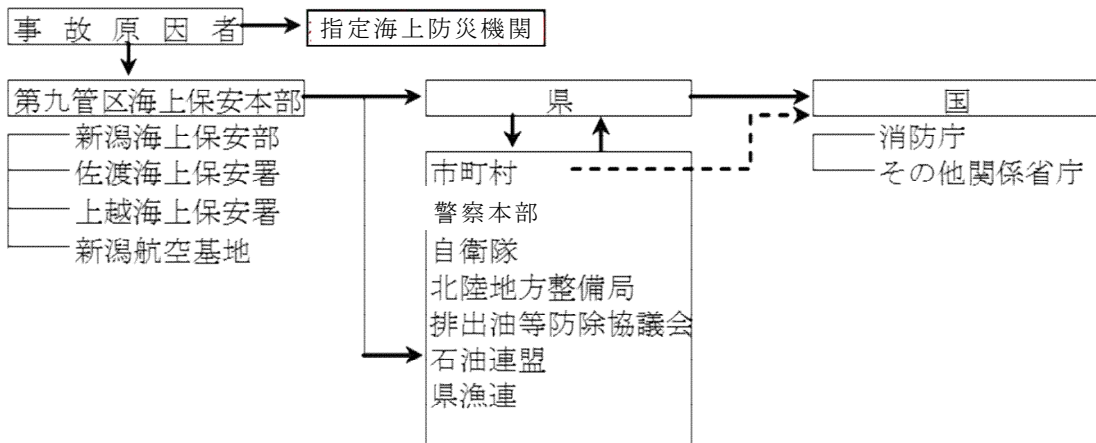 事故原因者
指定海上防災機関
第九管区海上保安本部
県
国
新潟海上保安部
佐渡海上保安署
上越海上保安署
新潟航空基地
市町村
警察本部
自衛隊
北陸地方整備局
排出油等防除協議会
石油連盟
県漁連
消防庁
その他関係省庁